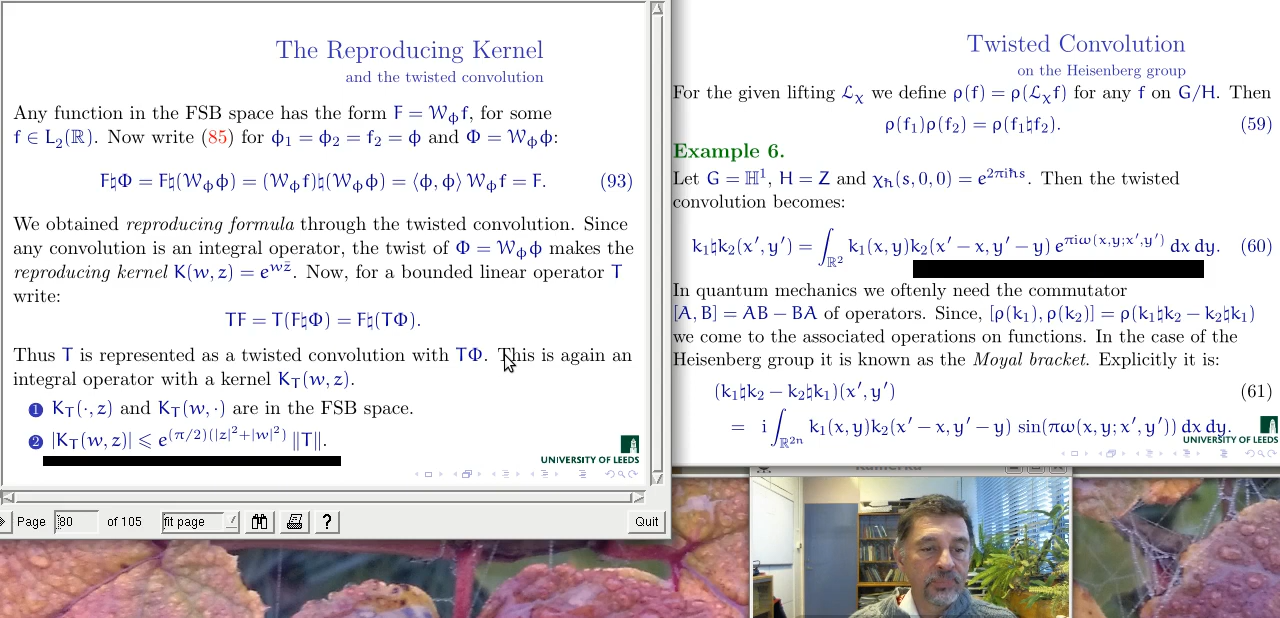 The Reproducing Kernel
and the twisted convolution
Any function in the FSB space has the form F = 𝒲_ϕ f, for some
f ∈ L₂(ℝ). Now write (85) for ϕ₁ = ϕ₂ = f₂ = ϕ and Φ = 𝒲_ϕ ϕ:
F♮Φ = F♮(𝒲_ϕ ϕ) = (𝒲_ϕ f)♮(𝒲_ϕ ϕ) = ⟨ϕ, ϕ⟩ 𝒲_ϕ f = F. (93)
We obtained reproducing formula through the twisted convolution. Since
any convolution is an integral operator, the twist of Φ = 𝒲_ϕ ϕ makes the
reproducing kernel K(w, z) = e^{w z̄}. Now, for a bounded linear operator T
write:
TF = T(F♮Φ) = F♮(TΦ).
Thus T is represented as a twisted convolution with TΦ. This is again an
integral operator with a kernel K_T(w, z).
1 K_T(·, z) and K_T(w, ·) are in the FSB space.
2 |K_T(w, z)| ⩽ e^{(π/2)(|z|²+|w|²)} ‖T‖.
UNIVERSITY OF LEEDS
Page 80 of 105 fit page ? Quit
Twisted Convolution
on the Heisenberg group
For the given lifting ℒ_χ we define ρ(f) = ρ(ℒ_χ f) for any f on G/H. Then
ρ(f₁)ρ(f₂) = ρ(f₁♮f₂). (59)
Example 6.
Let G = ℍ¹, H = Z and χ_ħ(s, 0, 0) = e^{2πiħs}. Then the twisted
convolution becomes:
k₁♮k₂(x′, y′) = ∫_{ℝ²} k₁(x, y)k₂(x′ − x, y′ − y) e^{πiω(x,y;x′,y′)} dx dy. (60)
In quantum mechanics we oftenly need the commutator
[A, B] = AB − BA of operators. Since, [ρ(k₁), ρ(k₂)] = ρ(k₁♮k₂ − k₂♮k₁)
we come to the associated operations on functions. In the case of the
Heisenberg group it is known as the Moyal bracket. Explicitly it is:
(k₁♮k₂ − k₂♮k₁)(x′, y′) (61)
= i∫_{ℝ²ⁿ} k₁(x, y)k₂(x′ − x, y′ − y) sin(πω(x, y; x′, y′)) dx dy.
UNIVERSITY OF LEEDS